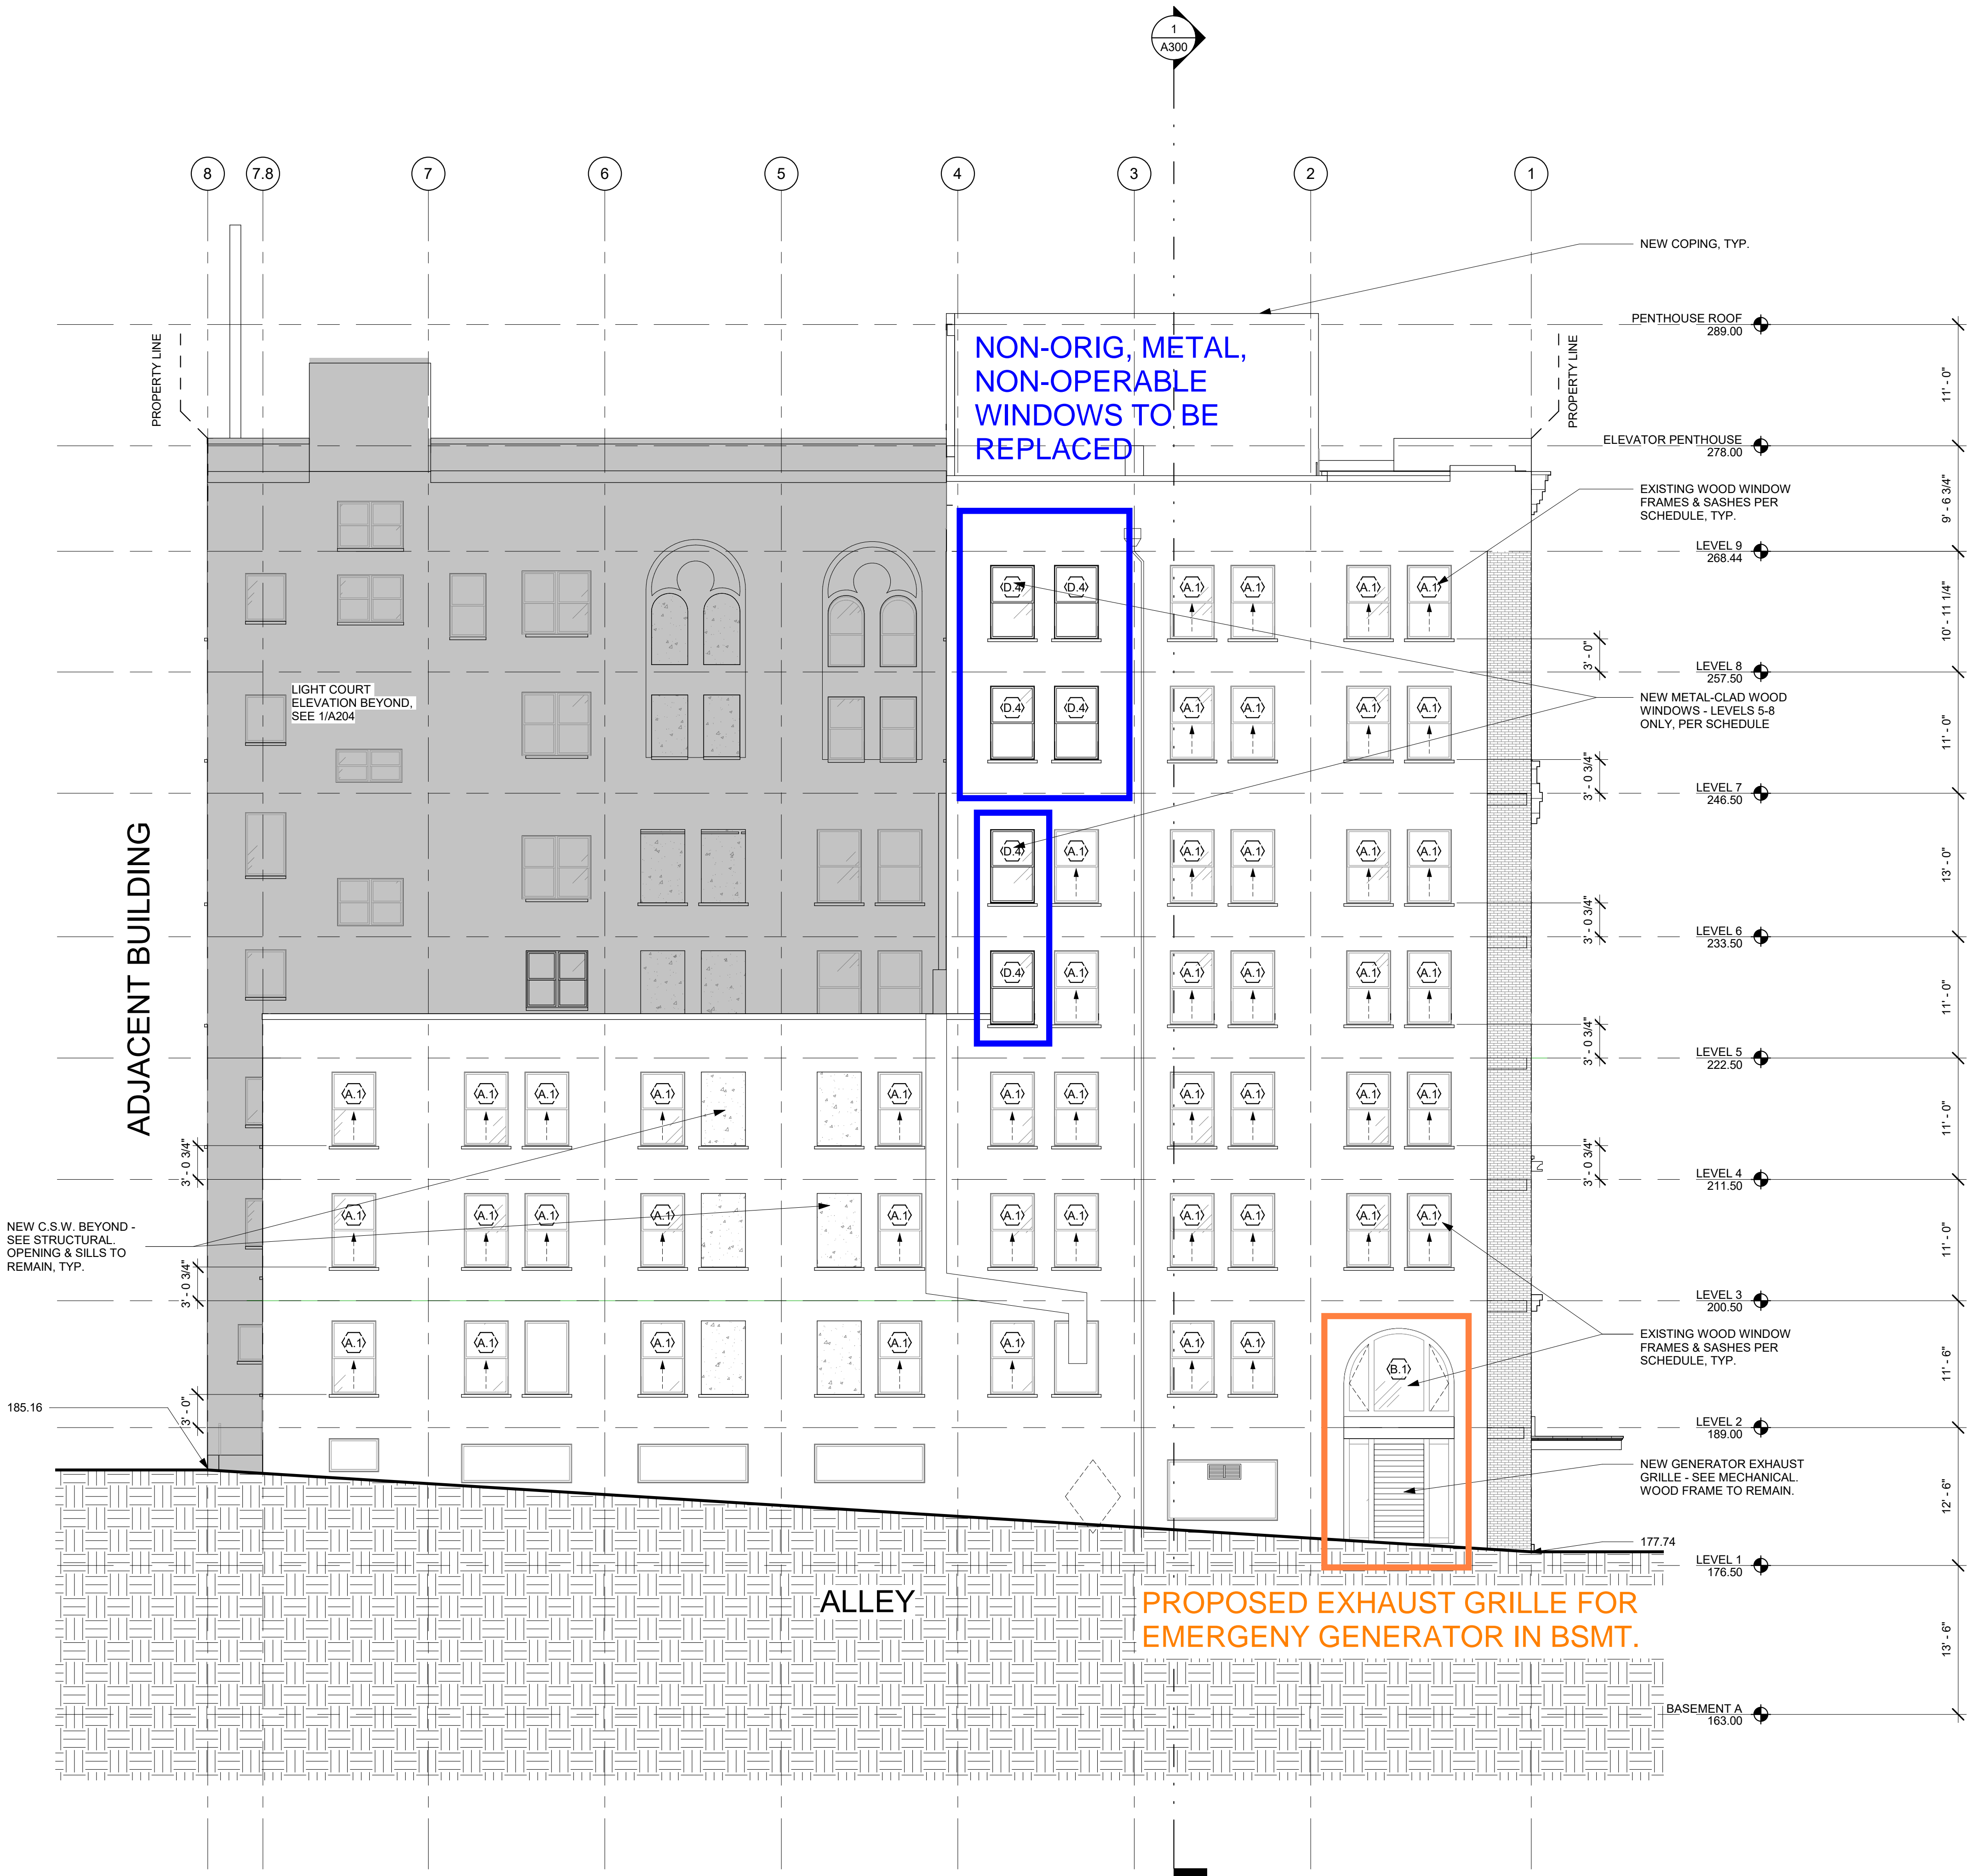 1
A300
8
7.8
7
6
5
4
3
2
1
NEW COPING, TYP.
PENTHOUSE ROOF
289.00
PROPERTY LINE
PROPERTY LINE
NON-ORIG, METAL,
NON-OPERABLE
WINDOWS TO BE
REPLACED
11' - 0"
ELEVATOR PENTHOUSE
278.00
EXISTING WOOD WINDOW
FRAMES & SASHES PER
SCHEDULE, TYP.
9' - 6 3/4"
LEVEL 9
268.44
D.4 D.4 A.1 A.1 A.1 A.1
10' - 11 1/4"
3' - 0"
LEVEL 8
257.50
LIGHT COURT
ELEVATION BEYOND,
SEE 1/A204
D.4 D.4 A.1 A.1 A.1 A.1
NEW METAL-CLAD WOOD
WINDOWS - LEVELS 5-8
ONLY, PER SCHEDULE
11' - 0"
3' - 0 3/4"
LEVEL 7
246.50
ADJACENT BUILDING
D.4 A.1 A.1 A.1 A.1 A.1
13' - 0"
3' - 0 3/4"
LEVEL 6
233.50
D.4 A.1 A.1 A.1 A.1 A.1
11' - 0"
3' - 0 3/4"
LEVEL 5
222.50
A.1 A.1 A.1 A.1 A.1 A.1 A.1 A.1 A.1 A.1 A.1
11' - 0"
3' - 0 3/4"
3' - 0 3/4"
LEVEL 4
211.50
NEW C.S.W. BEYOND -
SEE STRUCTURAL.
OPENING & SILLS TO
REMAIN, TYP.
A.1 A.1 A.1 A.1 A.1 A.1 A.1 A.1 A.1 A.1 A.1
11' - 0"
3' - 0 3/4"
LEVEL 3
200.50
EXISTING WOOD WINDOW
FRAMES & SASHES PER
SCHEDULE, TYP.
A.1 A.1 A.1 A.1 A.1 A.1 A.1
B.1
11' - 6"
3' - 0"
185.16
LEVEL 2
189.00
NEW GENERATOR EXHAUST
GRILLE - SEE MECHANICAL.
WOOD FRAME TO REMAIN.
12' - 6"
177.74
LEVEL 1
176.50
ALLEY
PROPOSED EXHAUST GRILLE FOR
EMERGENY GENERATOR IN BSMT.
13' - 6"
BASEMENT A
163.00